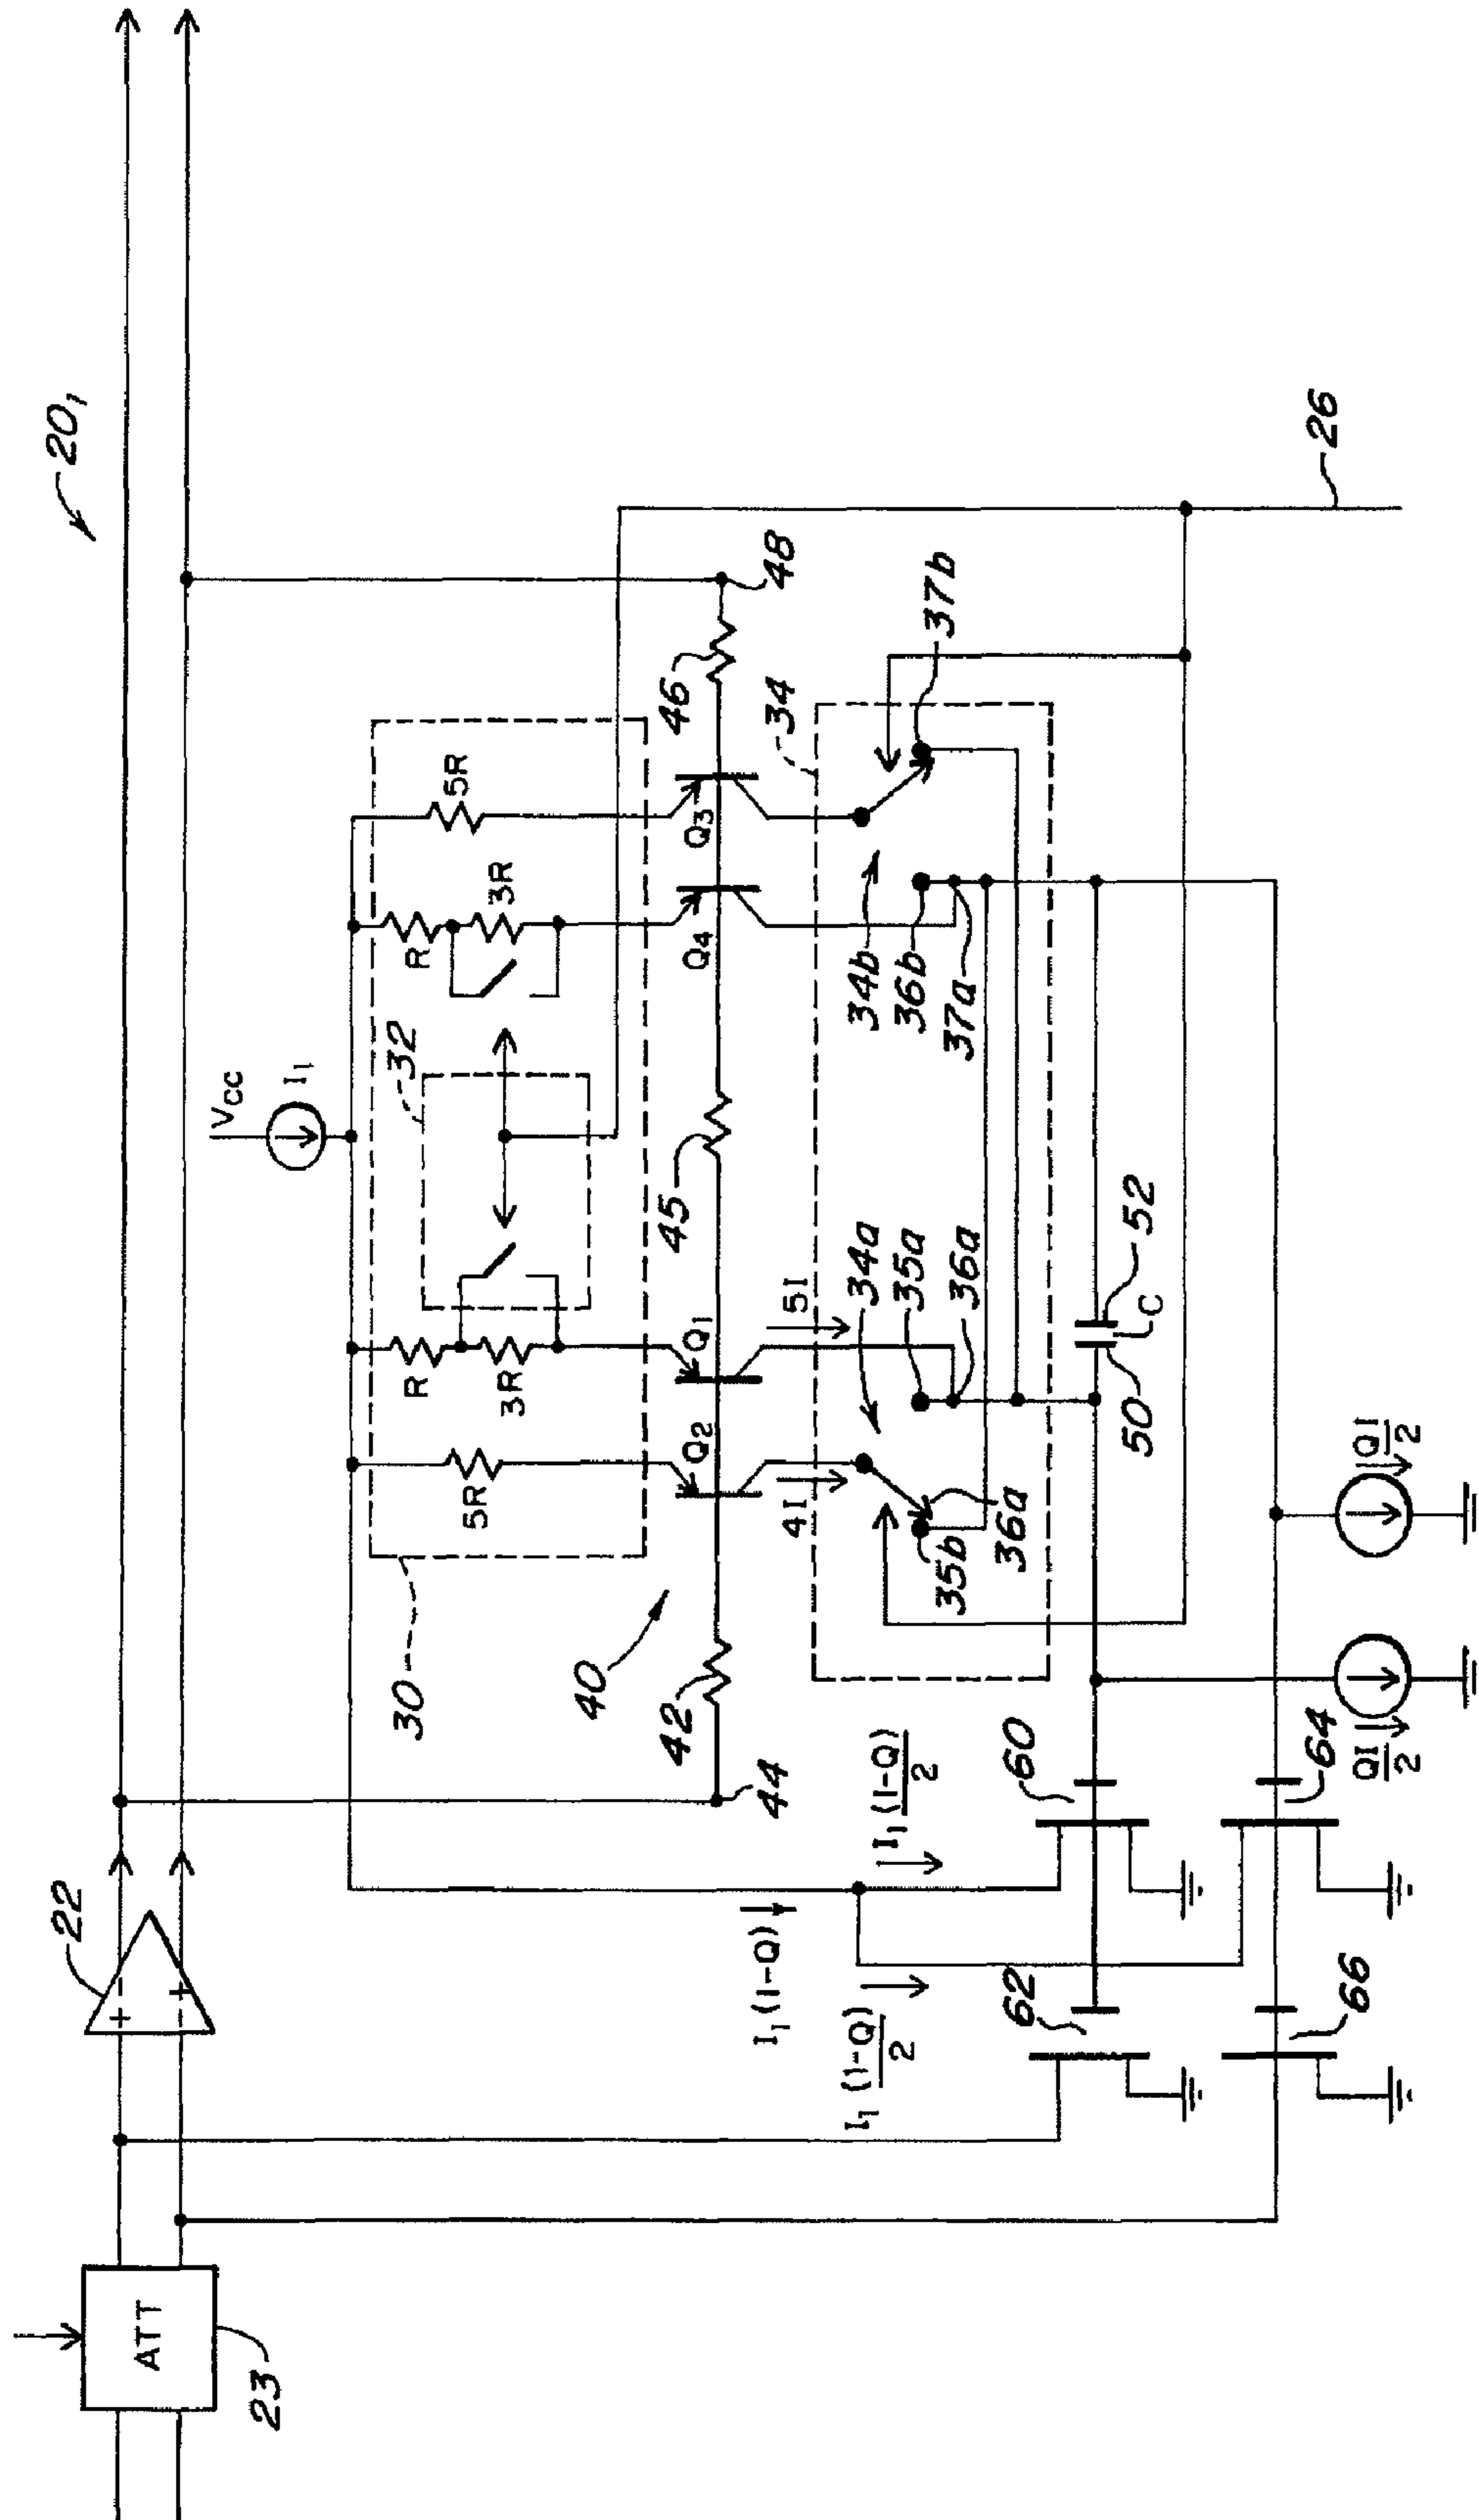 20₁
22
ATT
23
V_CC
I₁
30
32
5R
R
3R
R
3R
5R
Q₂
Q₁
Q₄
Q₃
40
42
44
45
46
48
4I
5I
34
34a
35a
36a
35b
36a
34b
36b
37a
37b
26
50
52
C
I₁(1-Q)
I₁(1-Q)/2
I₁(1-Q)/2
60
62
64
66
QI/2
QI/2